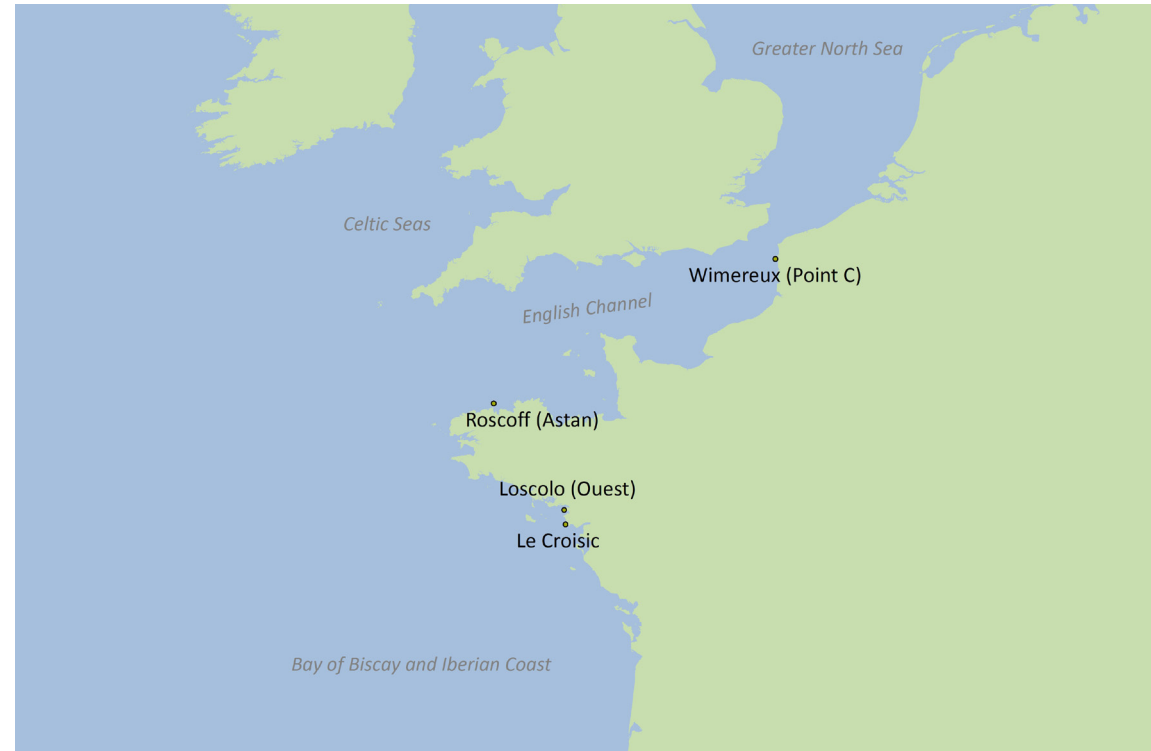 Greater North Sea
Celtic Seas
Wimereux (Point C)
English Channel
Roscoff (Astan)
Loscolo (Ouest)
Le Croisic
Bay of Biscay and Iberian Coast